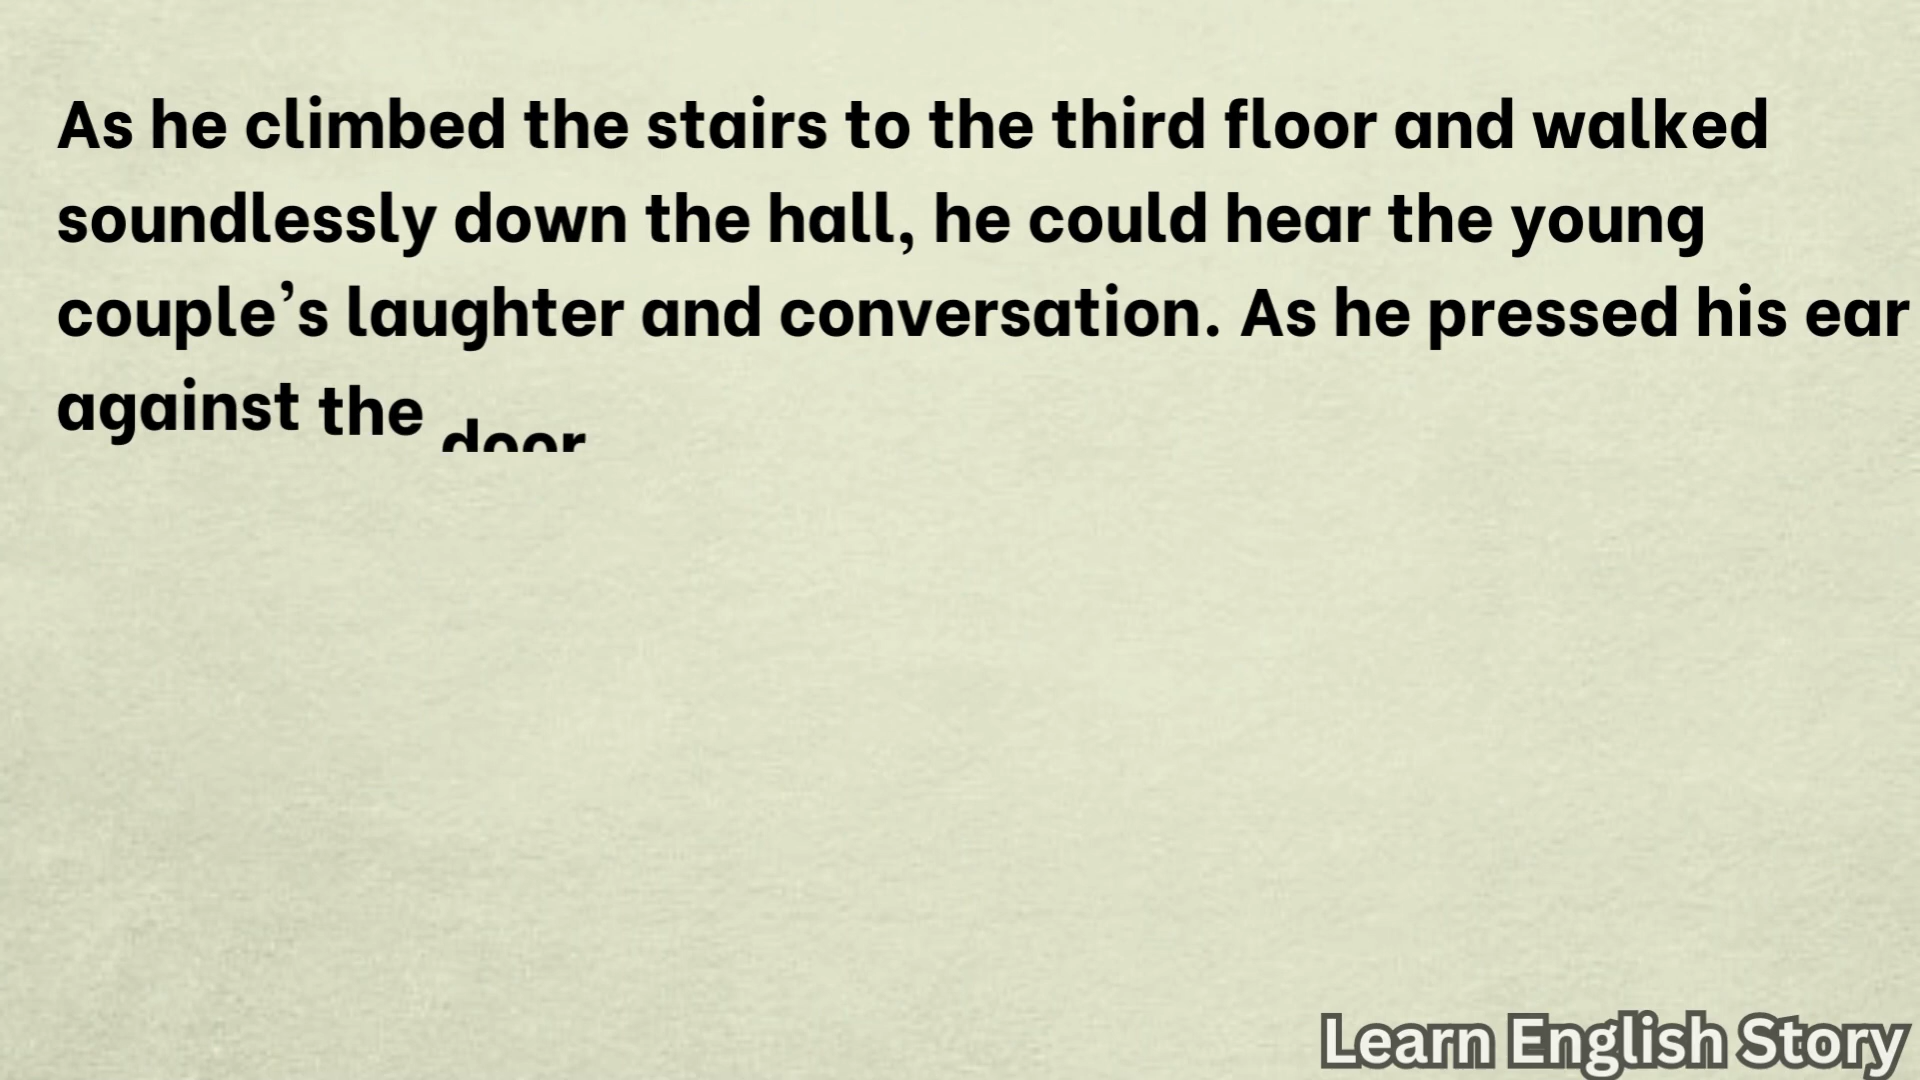 As he climbed the stairs to the third floor and walked
soundlessly down the hall, he could hear the young
couple’s laughter and conversation. As he pressed his ear
against the door
Learn English Story